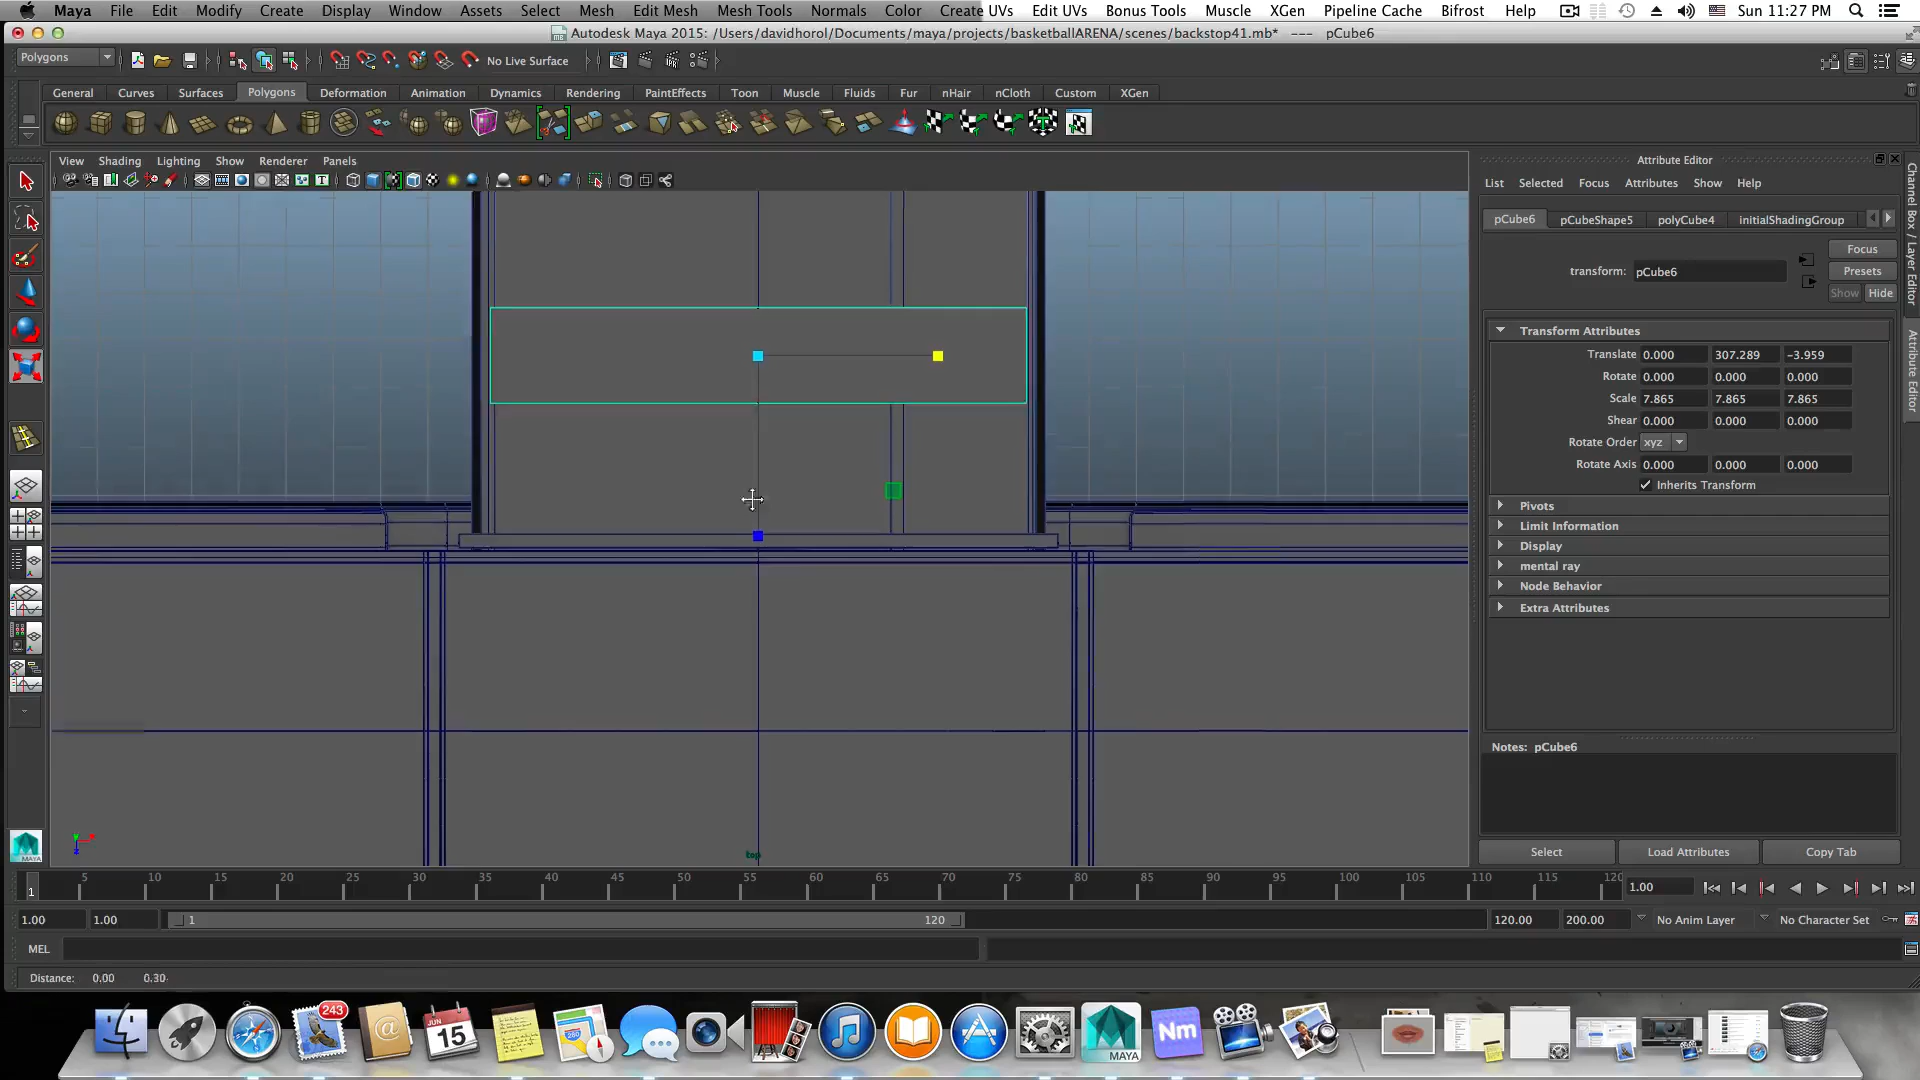 Maya File Edit Modify Create Display Window Assets Select Mesh Edit Mesh Mesh Tools Normals Color Create UVs Edit UVs Bonus Tools Muscle XGen Pipeline Cache Bifrost Help Sun 11:27 PM
Autodesk Maya 2015: /Users/davidhorol/Documents/maya/projects/basketballARENA/scenes/backstop41.mb* --- pCube6
Polygons No Live Surface
General Curves Surfaces Polygons Deformation Animation Dynamics Rendering PaintEffects Toon Muscle Fluids Fur nHair nCloth Custom XGen
View Shading Lighting Show Renderer Panels
Attribute Editor
List Selected Focus Attributes Show Help
pCube6 pCubeShape5 polyCube4 initialShadingGroup
Focus
transform: pCube6
Presets
Show Hide
Transform Attributes
Translate 0.000 307.289 -3.959
Rotate 0.000 0.000 0.000
Scale 7.865 7.865 7.865
Shear 0.000 0.000 0.000
Rotate Order xyz
Rotate Axis 0.000 0.000 0.000
Inherits Transform
Pivots
Limit Information
Display
mental ray
Node Behavior
Extra Attributes
Notes: pCube6
Select Load Attributes Copy Tab
Channel Box / Layer Editor
Attribute Editor
top
MAYA
1 5 10 15 20 25 30 35 40 45 50 55 60 65 70 75 80 85 90 95 100 105 110 115 120
1.00
1.00 1.00 1 120 120.00 200.00 No Anim Layer No Character Set
MEL
Distance: 0.00 0.30
243
JUN
15
MAYA
Nm